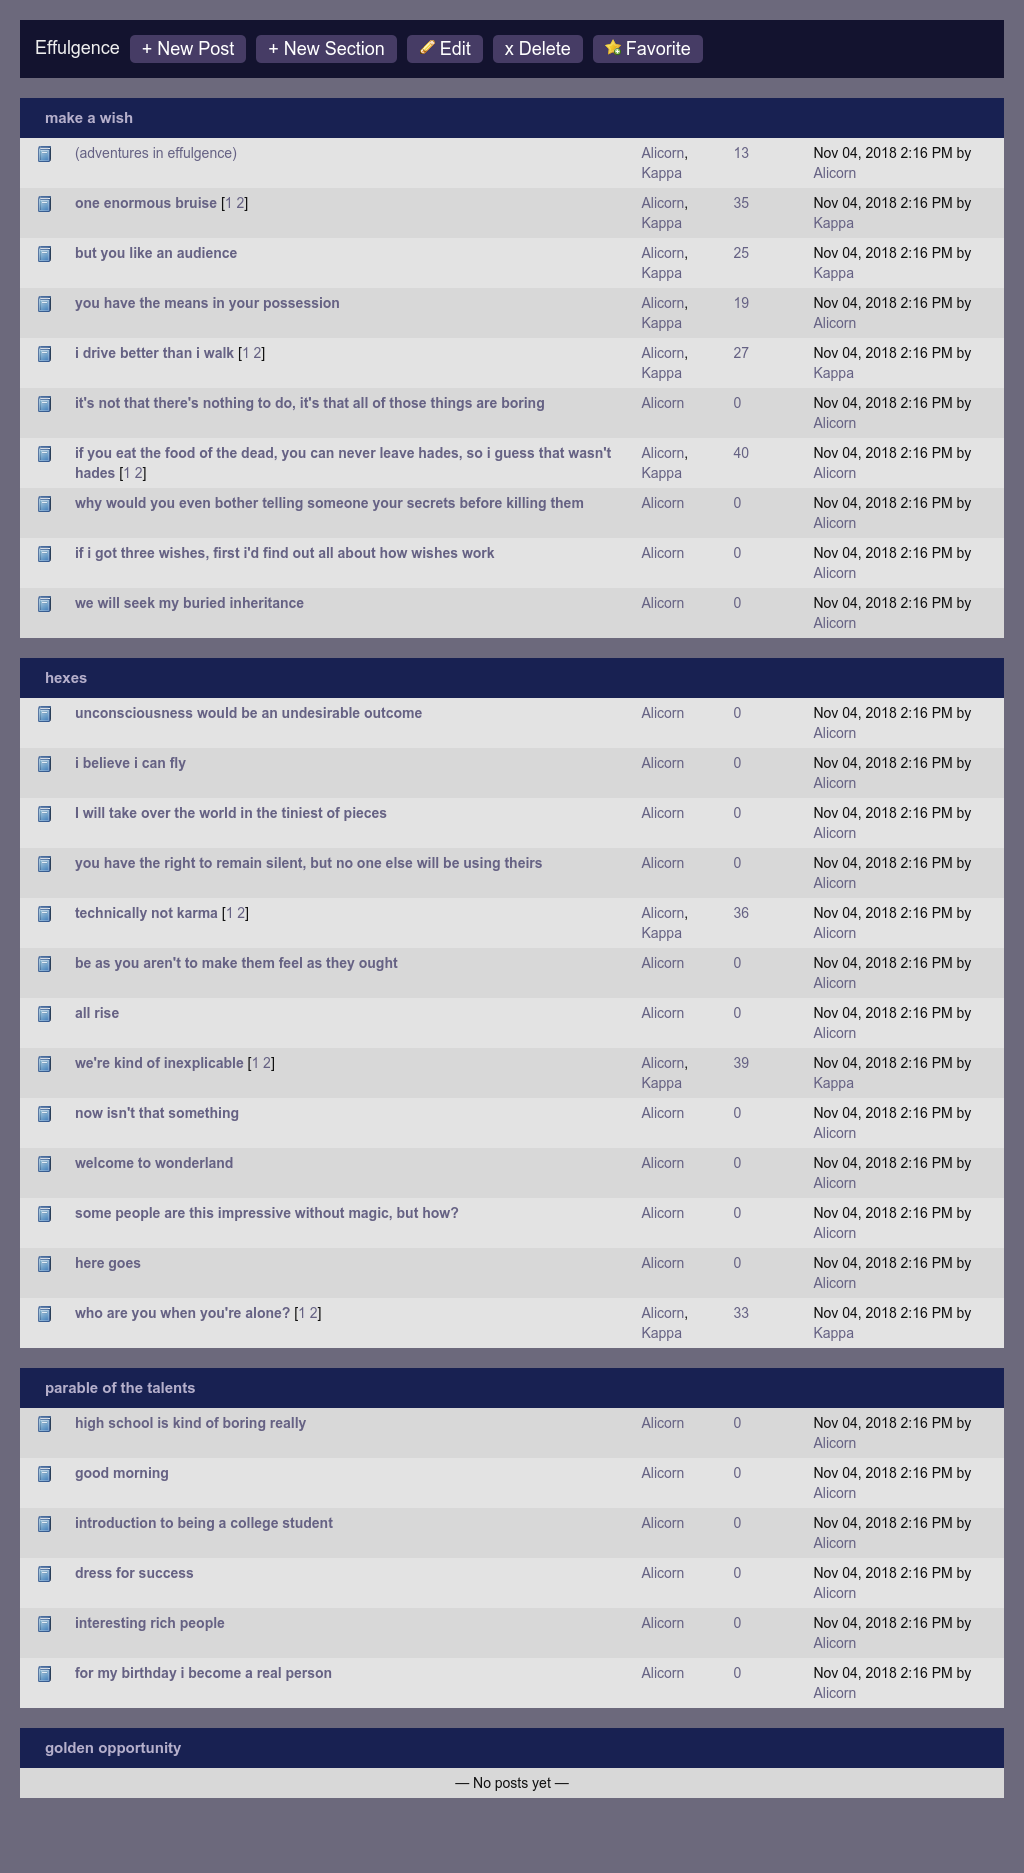 Effulgence + New Post + New Section Edit x Delete Favorite
make a wish
(adventures in effulgence) Alicorn, 13 Nov 04, 2018 2:16 PM by
Kappa Alicorn
one enormous bruise [1 2] Alicorn, 35 Nov 04, 2018 2:16 PM by
Kappa Kappa
but you like an audience Alicorn, 25 Nov 04, 2018 2:16 PM by
Kappa Kappa
you have the means in your possession Alicorn, 19 Nov 04, 2018 2:16 PM by
Kappa Alicorn
i drive better than i walk [1 2] Alicorn, 27 Nov 04, 2018 2:16 PM by
Kappa Kappa
it's not that there's nothing to do, it's that all of those things are boring Alicorn 0 Nov 04, 2018 2:16 PM by
Alicorn
if you eat the food of the dead, you can never leave hades, so i guess that wasn't Alicorn, 40 Nov 04, 2018 2:16 PM by
hades [1 2] Kappa Alicorn
why would you even bother telling someone your secrets before killing them Alicorn 0 Nov 04, 2018 2:16 PM by
Alicorn
if i got three wishes, first i'd find out all about how wishes work Alicorn 0 Nov 04, 2018 2:16 PM by
Alicorn
we will seek my buried inheritance Alicorn 0 Nov 04, 2018 2:16 PM by
Alicorn
hexes
unconsciousness would be an undesirable outcome Alicorn 0 Nov 04, 2018 2:16 PM by
Alicorn
i believe i can fly Alicorn 0 Nov 04, 2018 2:16 PM by
Alicorn
I will take over the world in the tiniest of pieces Alicorn 0 Nov 04, 2018 2:16 PM by
Alicorn
you have the right to remain silent, but no one else will be using theirs Alicorn 0 Nov 04, 2018 2:16 PM by
Alicorn
technically not karma [1 2] Alicorn, 36 Nov 04, 2018 2:16 PM by
Kappa Alicorn
be as you aren't to make them feel as they ought Alicorn 0 Nov 04, 2018 2:16 PM by
Alicorn
all rise Alicorn 0 Nov 04, 2018 2:16 PM by
Alicorn
we're kind of inexplicable [1 2] Alicorn, 39 Nov 04, 2018 2:16 PM by
Kappa Kappa
now isn't that something Alicorn 0 Nov 04, 2018 2:16 PM by
Alicorn
welcome to wonderland Alicorn 0 Nov 04, 2018 2:16 PM by
Alicorn
some people are this impressive without magic, but how? Alicorn 0 Nov 04, 2018 2:16 PM by
Alicorn
here goes Alicorn 0 Nov 04, 2018 2:16 PM by
Alicorn
who are you when you're alone? [1 2] Alicorn, 33 Nov 04, 2018 2:16 PM by
Kappa Kappa
parable of the talents
high school is kind of boring really Alicorn 0 Nov 04, 2018 2:16 PM by
Alicorn
good morning Alicorn 0 Nov 04, 2018 2:16 PM by
Alicorn
introduction to being a college student Alicorn 0 Nov 04, 2018 2:16 PM by
Alicorn
dress for success Alicorn 0 Nov 04, 2018 2:16 PM by
Alicorn
interesting rich people Alicorn 0 Nov 04, 2018 2:16 PM by
Alicorn
for my birthday i become a real person Alicorn 0 Nov 04, 2018 2:16 PM by
Alicorn
golden opportunity
— No posts yet —